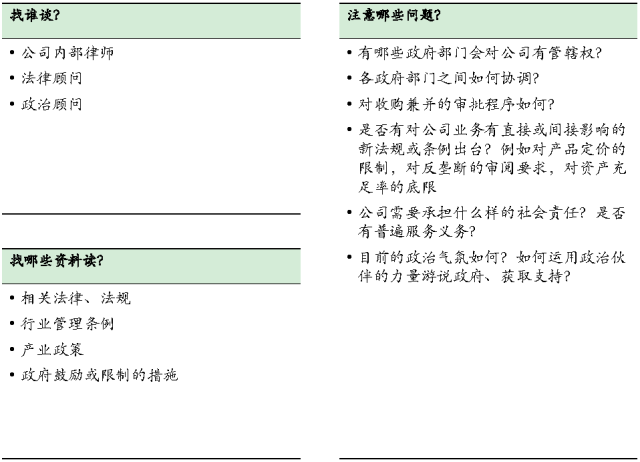 找谁谈?
• 公司内部律师
• 法律顾问
• 政治顾问
找哪些资料读?
• 相关法律、法规
• 行业管理条例
• 产业政策
• 政府鼓励或限制的措施
注意哪些问题?
• 有哪些政府部门会对公司有管辖权?
• 各政府部门之间如何协调?
• 对收购兼并的审批程序如何?
• 是否有对公司业务有直接或间接影响的
新法规或条例出台? 例如对产品定价的
限制, 对反垄断的审阅要求, 对资产充
足率的底限
• 公司需要承担什么样的社会责任? 是否
有普遍服务义务?
• 目前的政治气氛如何? 如何运用政治伙
伴的力量游说政府、获取支持?